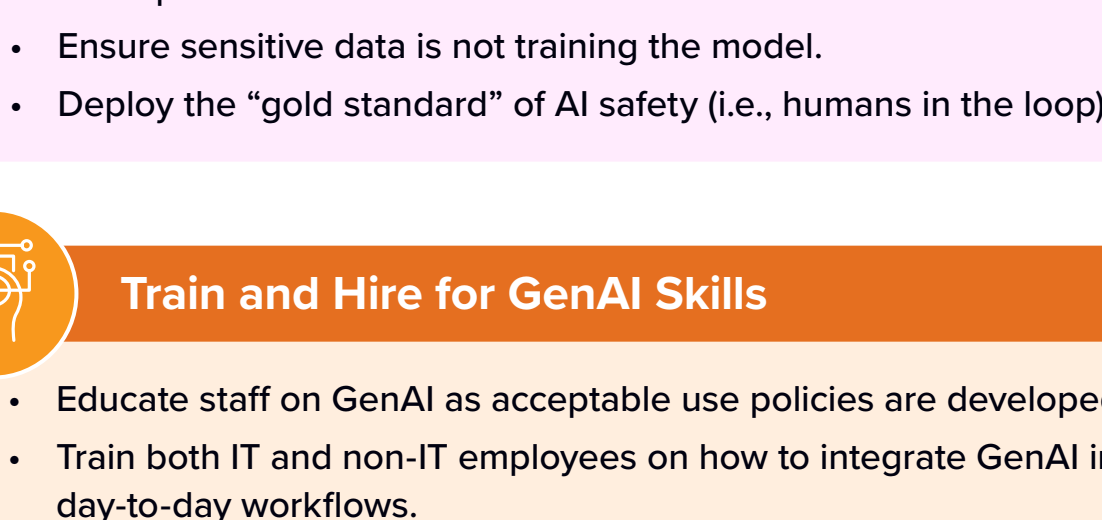 • Ensure sensitive data is not training the model.
• Deploy the “gold standard” of AI safety (i.e., humans in the loop)
Train and Hire for GenAI Skills
• Educate staff on GenAI as acceptable use policies are
• Train both IT and non-IT employees on how to integrate GenAI
day-to-day workflows.